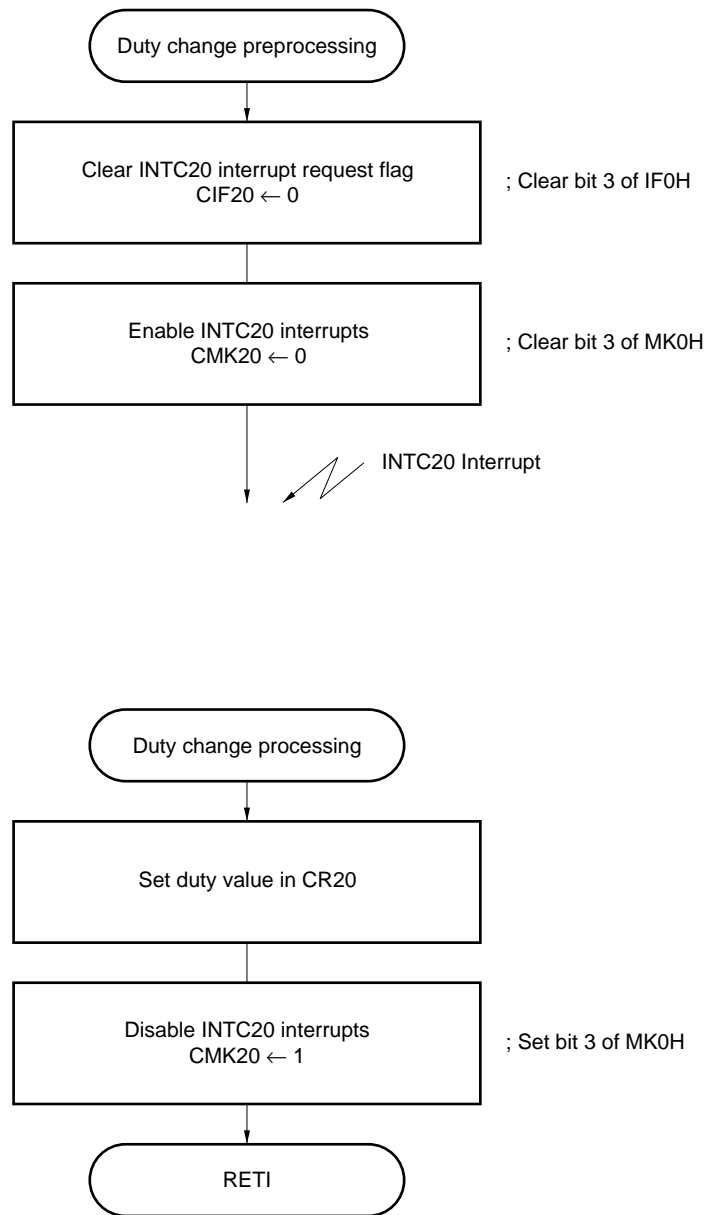 Duty change preprocessing
Clear INTC20 interrupt request flag
CIF20 ← 0
; Clear bit 3 of IF0H
Enable INTC20 interrupts
CMK20 ← 0
; Clear bit 3 of MK0H
INTC20 Interrupt
Duty change processing
Set duty value in CR20
Disable INTC20 interrupts
CMK20 ← 1
; Set bit 3 of MK0H
RETI